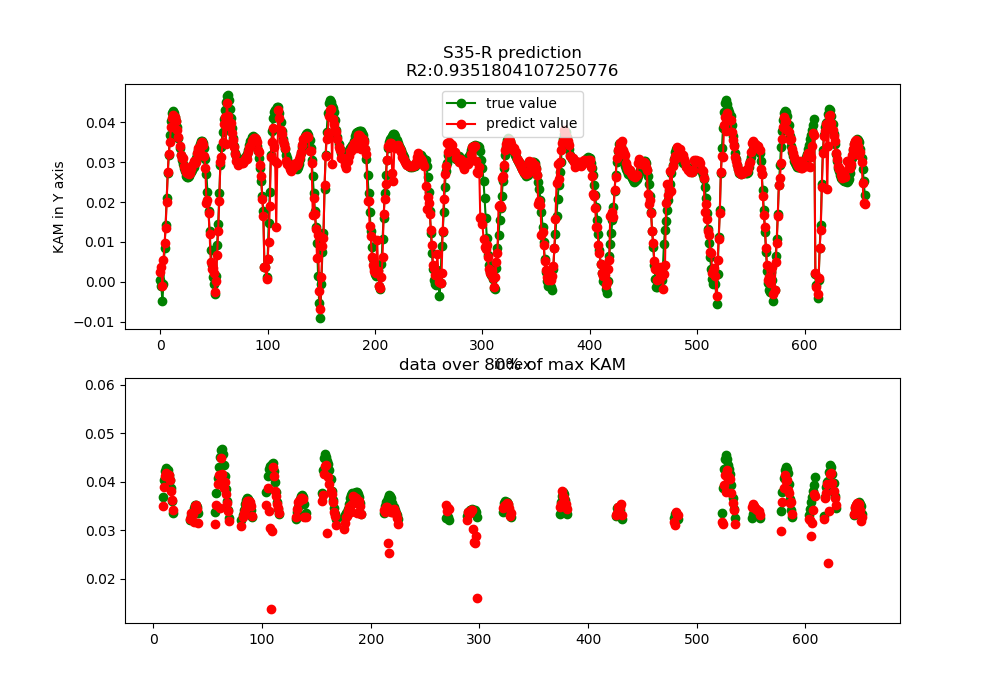 S35-R prediction
R2:0.9351804107250776
true value
predict value
KAM in Y axis
0.04
0.03
0.02
0.01
0.00
−0.01
0 100 200 300 400 500 600
index
data over 80% of max KAM
0.06
0.05
0.04
0.03
0.02
0 100 200 300 400 500 600